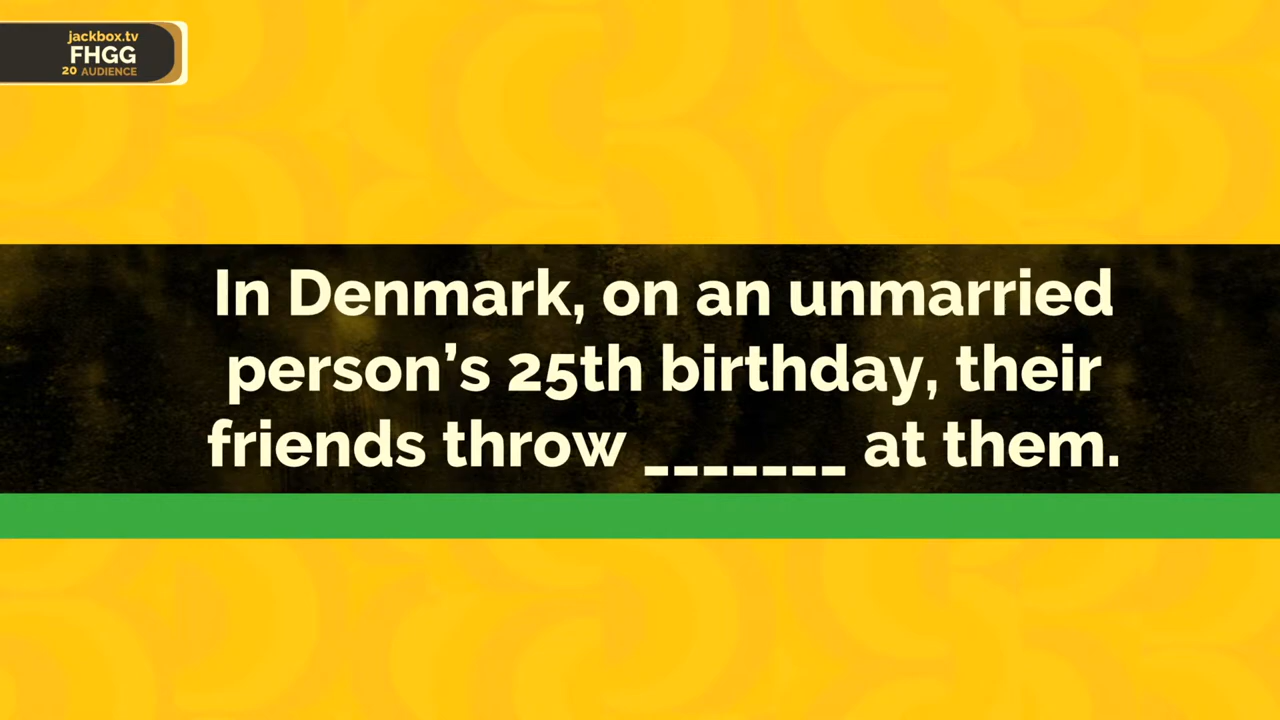 jackbox.tv
FHGG
20 AUDIENCE
In Denmark, on an unmarried
person’s 25th birthday, their
friends throw _______ at them.